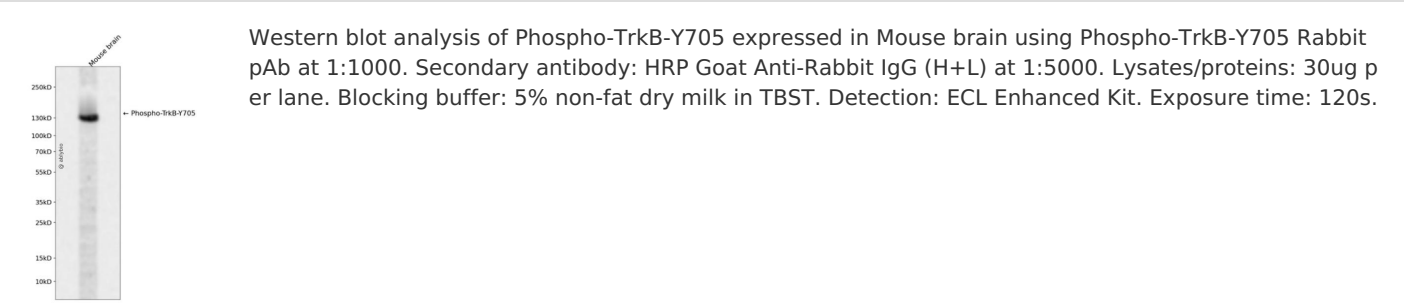 Mouse brain
250kD
130kD
100kD
70kD
55kD
35kD
25kD
15kD
10kD
← Phospho-TrkB-Y705
Western blot analysis of Phospho-TrkB-Y705 expressed in Mouse brain using Phospho-TrkB-Y705 Rabbit
pAb at 1:1000. Secondary antibody: HRP Goat Anti-Rabbit IgG (H+L) at 1:5000. Lysates/proteins: 30ug p
er lane. Blocking buffer: 5% non-fat dry milk in TBST. Detection: ECL Enhanced Kit. Exposure time: 120s.